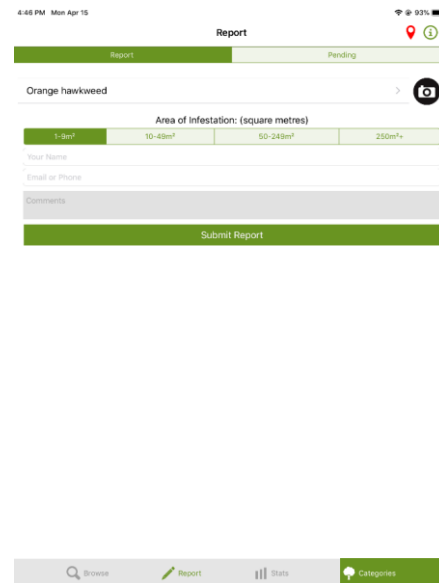 4:46 PM Mon Apr 15 93%
Report
Report Pending
Orange hawkweed
Area of Infestation: (square metres)
1-9m² 10-49m² 50-249m² 250m²+
Your Name
Email or Phone
Comments
Submit Report
Browse Report Stats Categories